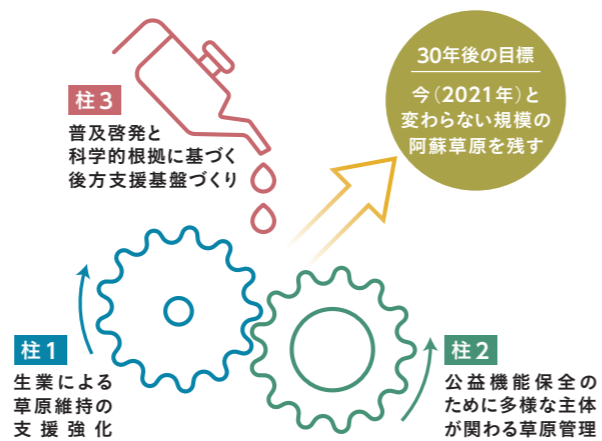 30年後の目標
今（2021年）と
変わらない規模の
阿蘇草原を残す
柱3
普及啓発と
科学的根拠に基づく
後方支援基盤づくり
柱1
生業による
草原維持の
支援強化
柱2
公益機能保全の
ために多様な主体
が関わる草原管理